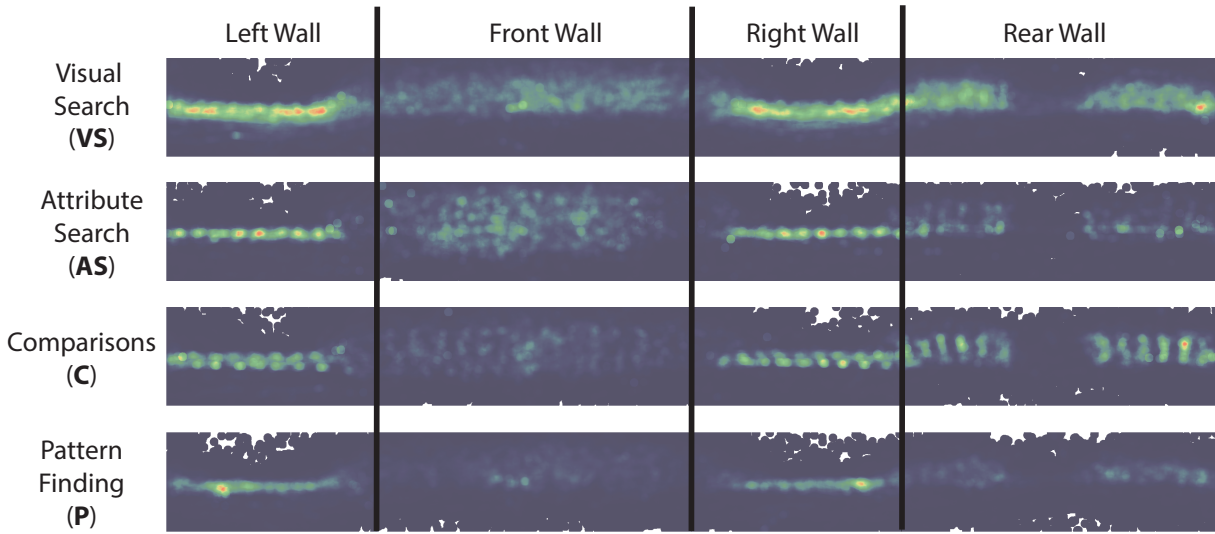 Left Wall Front Wall Right Wall Rear Wall
Visual
Search
(VS)
Attribute
Search
(AS)
Comparisons
(C)
Pattern
Finding
(P)